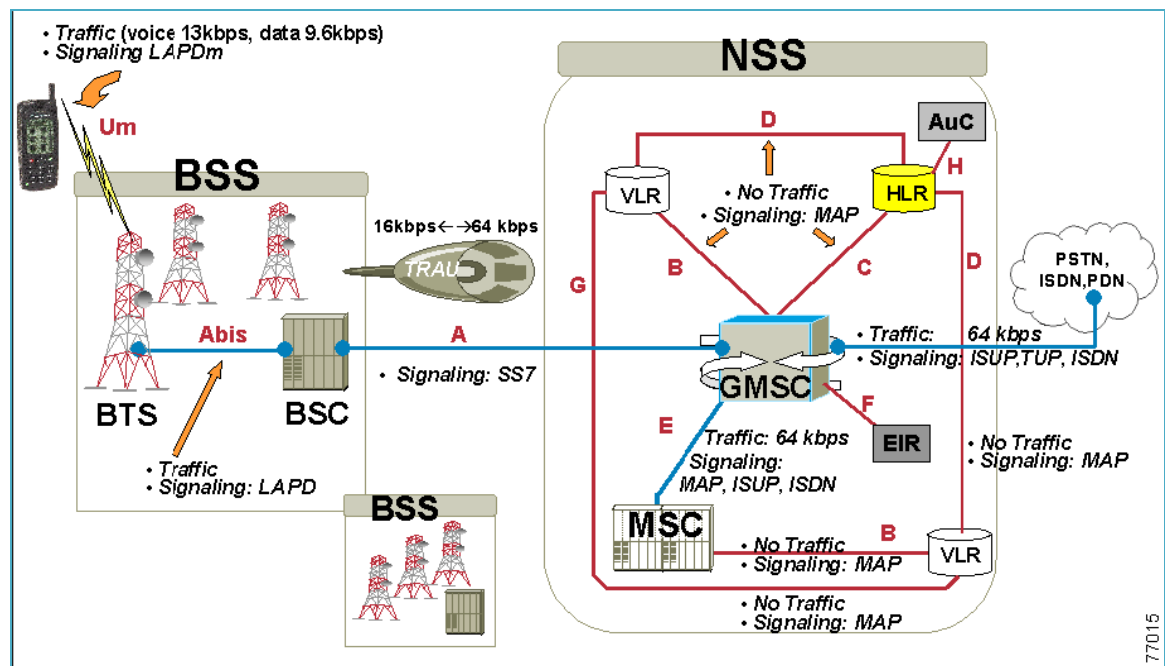 • Traffic (voice 13kbps, data 9.6kbps)
• Signaling LAPDm
Um
BSS
16kbps←→64 kbps
TRAU
Abis
A
• Signaling: SS7
BTS
BSC
• Traffic
• Signaling: LAPD
BSS
NSS
D
AuC
H
VLR
HLR
• No Traffic
• Signaling: MAP
G
B
C
D
PSTN,
ISDN,PDN
• Traffic: 64 kbps
• Signaling: ISUP,TUP, ISDN
GMSC
F
EIR
E
Traffic: 64 kbps
Signaling:
MAP, ISUP, ISDN
• No Traffic
• Signaling: MAP
MSC
B
• No Traffic
• Signaling: MAP
VLR
• No Traffic
• Signaling: MAP
77015